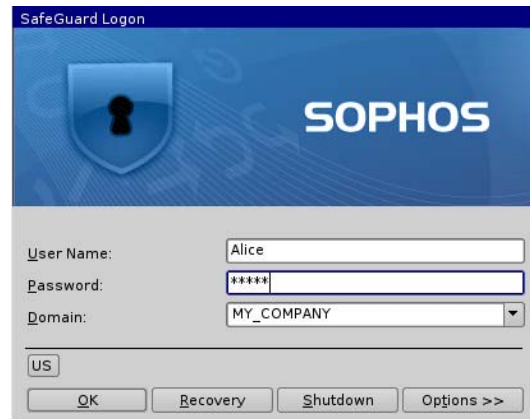 SafeGuard Logon
SOPHOS
User Name: Alice
Password: *****
Domain: MY_COMPANY
US
OK Recovery Shutdown Options >>